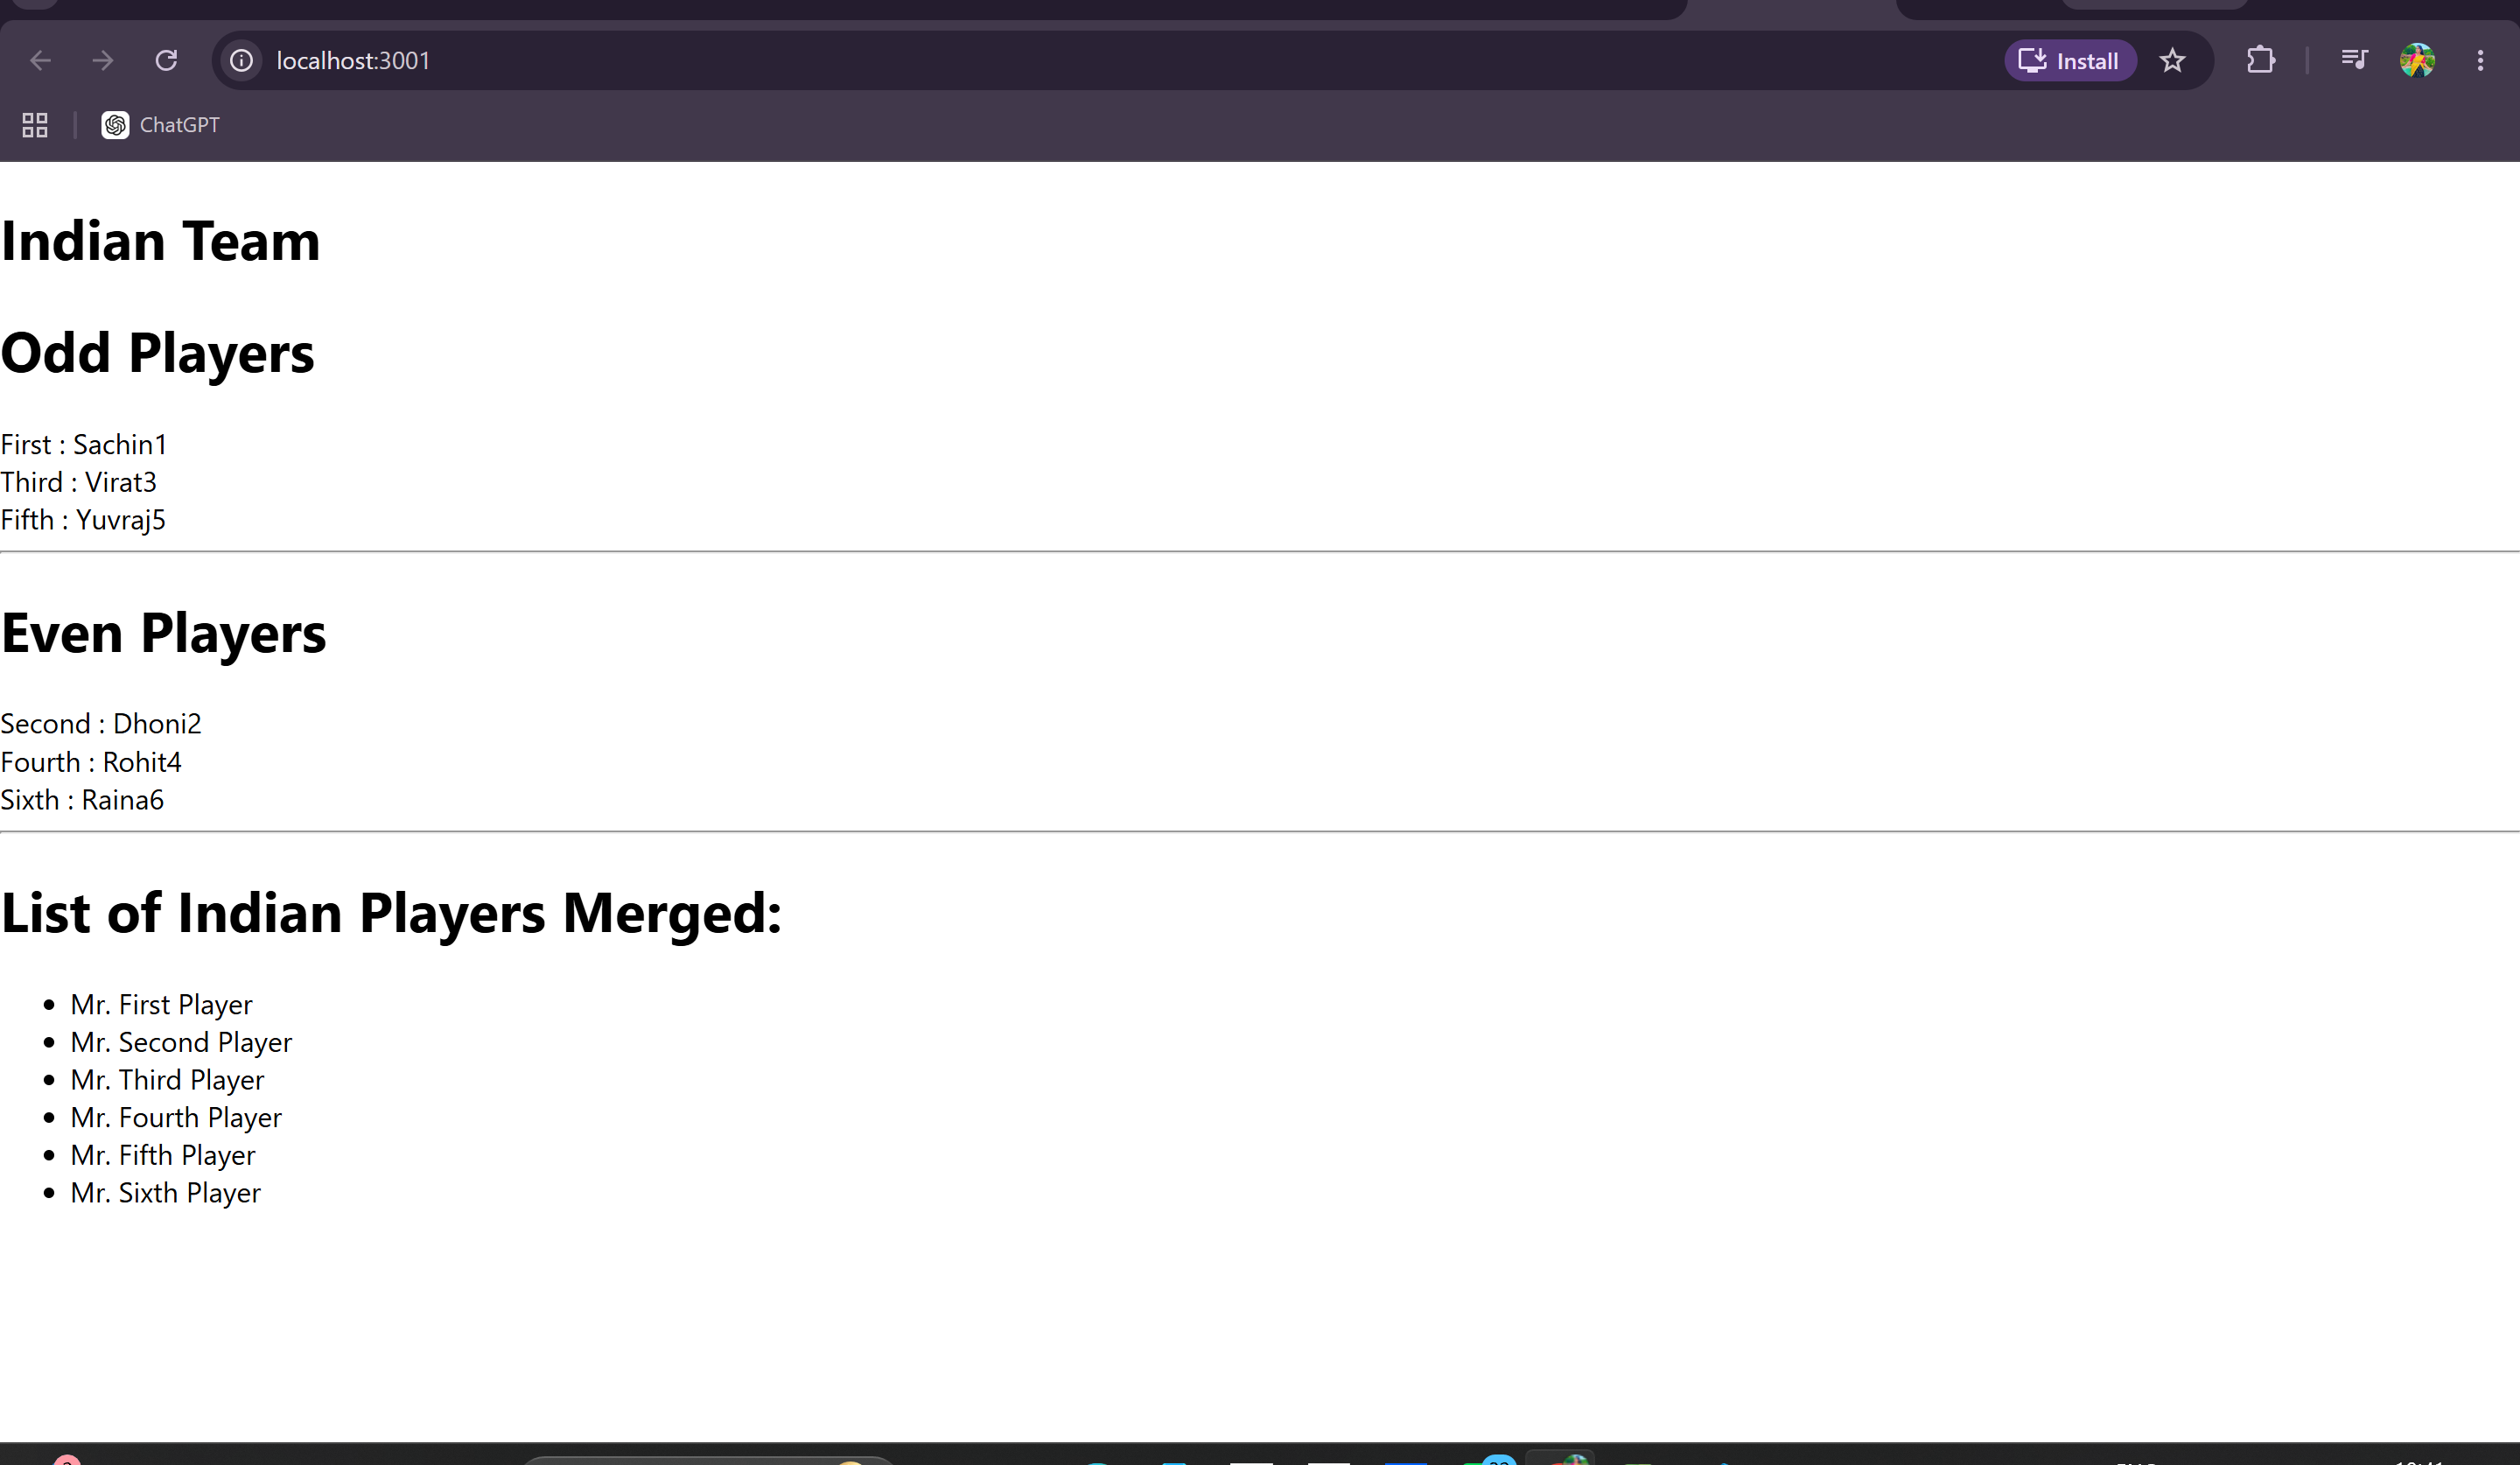 localhost:3001
Install
ChatGPT
Indian Team
Odd Players
First : Sachin1
Third : Virat3
Fifth : Yuvraj5
Even Players
Second : Dhoni2
Fourth : Rohit4
Sixth : Raina6
List of Indian Players Merged:
Mr. First Player
Mr. Second Player
Mr. Third Player
Mr. Fourth Player
Mr. Fifth Player
Mr. Sixth Player